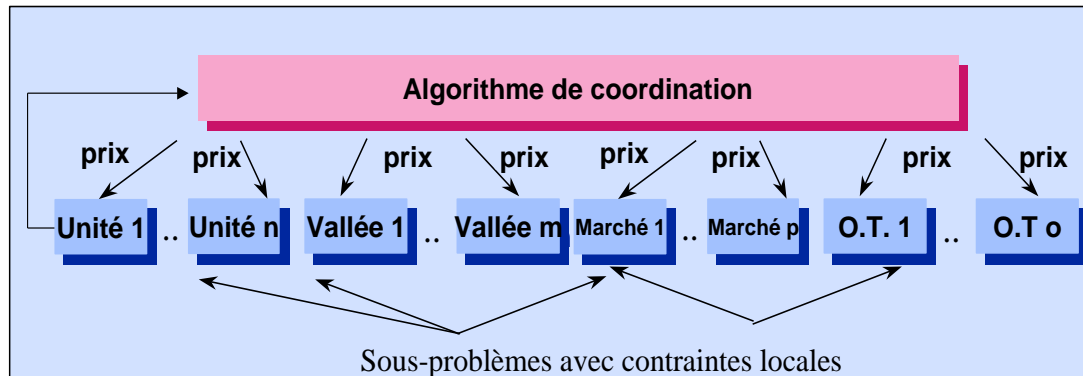 Algorithme de coordination
prix prix prix prix prix prix prix prix
Unité 1 .. Unité n Vallée 1 .. Vallée m Marché 1 .. Marché p O.T. 1 .. O.T o
Sous-problèmes avec contraintes locales